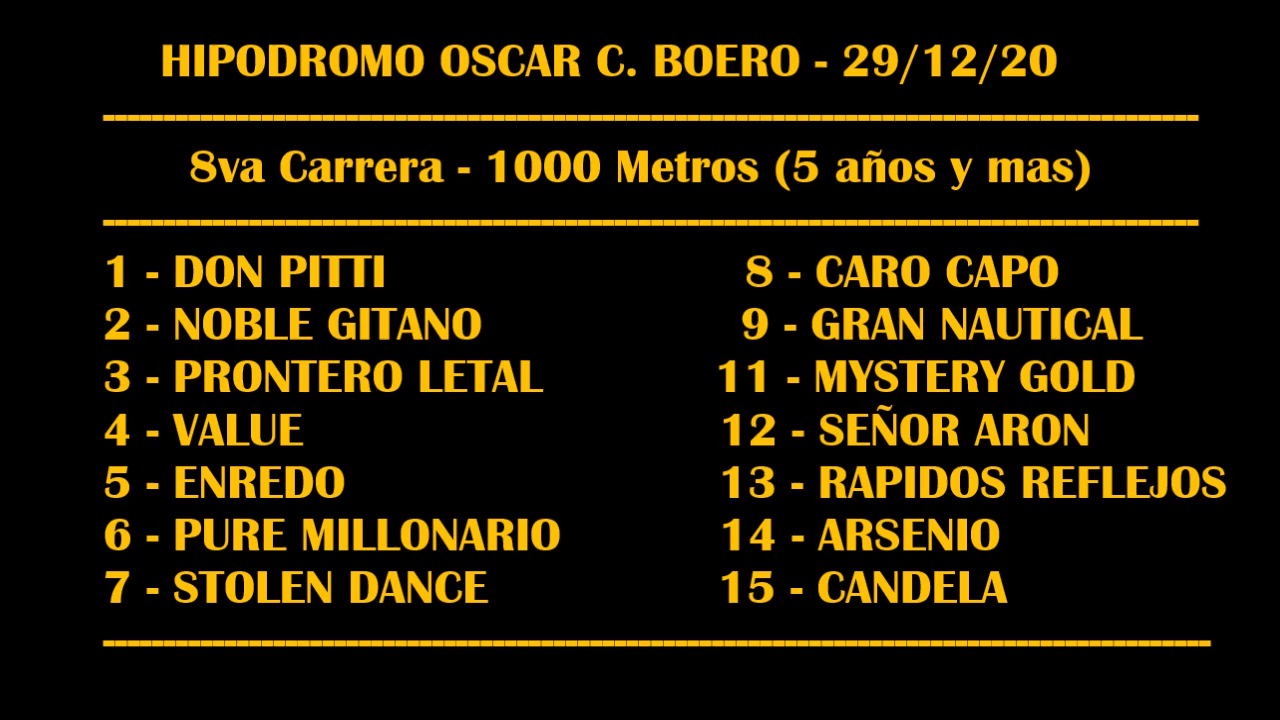 HIPODROMO OSCAR C. BOERO - 29/12/20
8va Carrera - 1000 Metros (5 años y mas)
1 - DON PITTI
2 - NOBLE GITANO
3 - PRONTERO LETAL
4 - VALUE
5 - ENREDO
6 - PURE MILLONARIO
7 - STOLEN DANCE
8 - CARO CAPO
9 - GRAN NAUTICAL
11 - MYSTERY GOLD
12 - SEÑOR ARON
13 - RAPIDOS REFLEJOS
14 - ARSENIO
15 - CANDELA